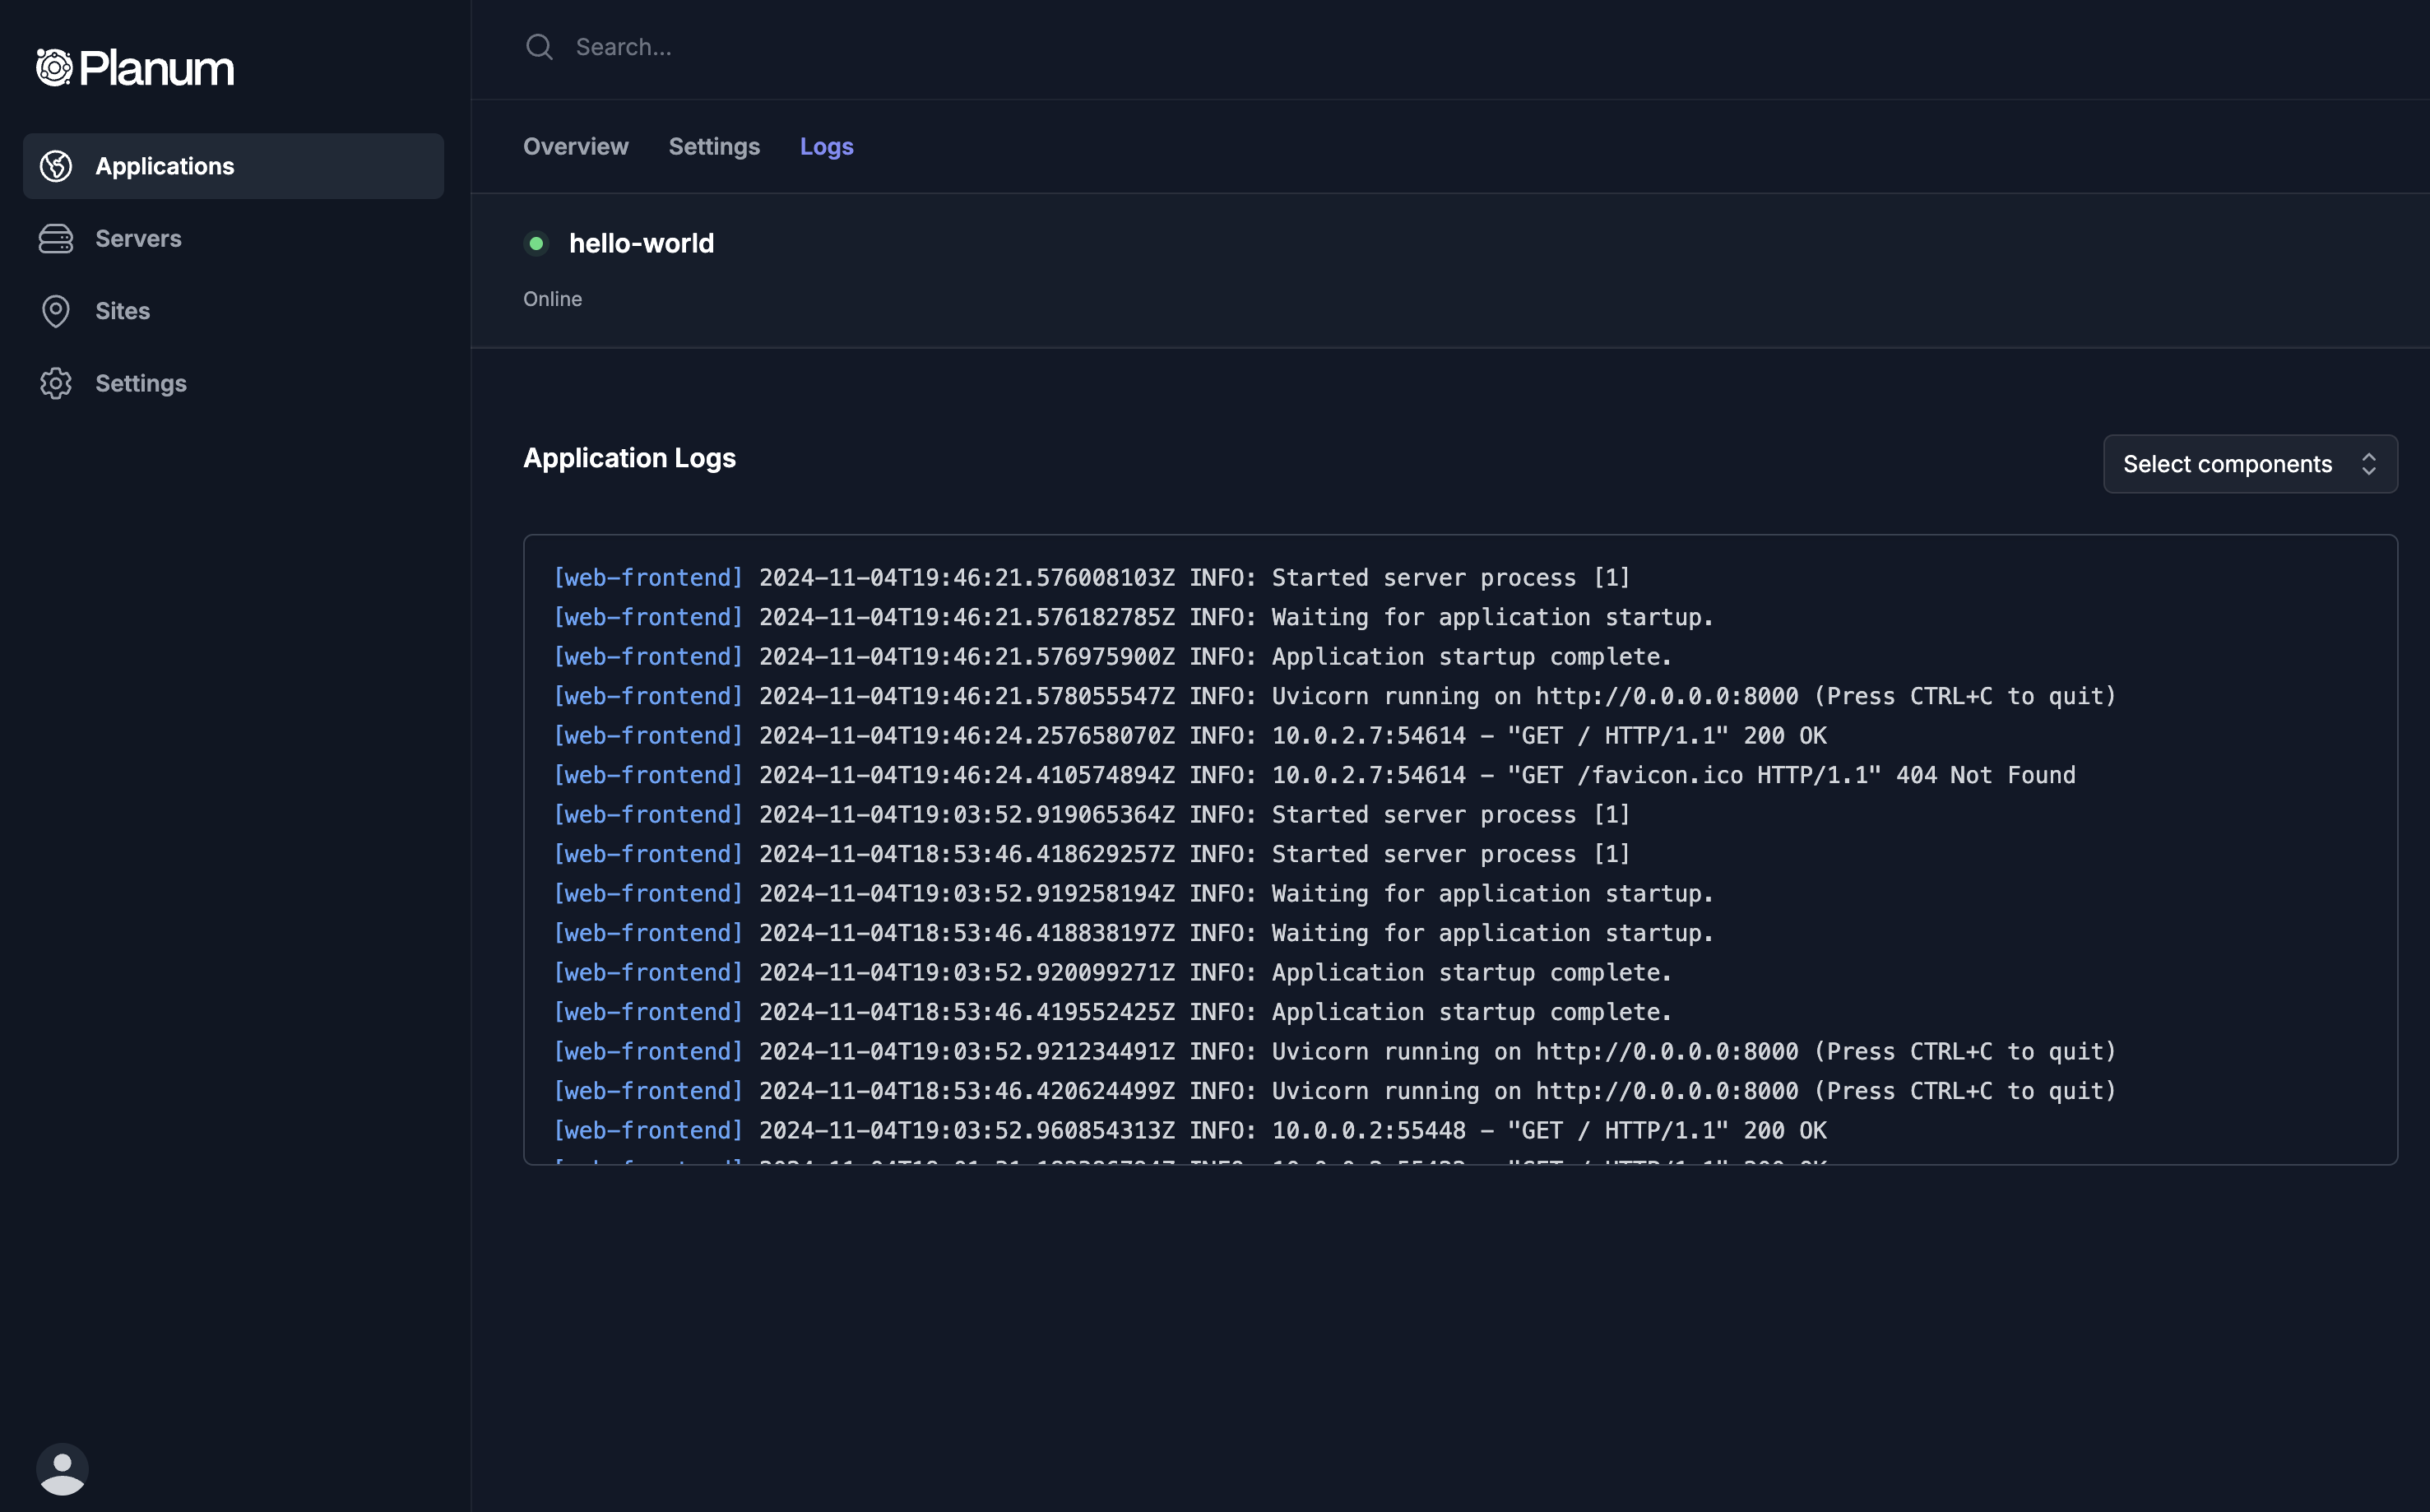 Planum
Applications
Servers
Sites
Settings
Search...
Overview Settings Logs
hello-world
Online
Application Logs
Select components
[web-frontend] 2024-11-04T19:46:21.576008103Z INFO: Started server process [1]
[web-frontend] 2024-11-04T19:46:21.576182785Z INFO: Waiting for application startup.
[web-frontend] 2024-11-04T19:46:21.576975900Z INFO: Application startup complete.
[web-frontend] 2024-11-04T19:46:21.578055547Z INFO: Uvicorn running on http://0.0.0.0:8000 (Press CTRL+C to quit)
[web-frontend] 2024-11-04T19:46:24.257658070Z INFO: 10.0.2.7:54614 - "GET / HTTP/1.1" 200 OK
[web-frontend] 2024-11-04T19:46:24.410574894Z INFO: 10.0.2.7:54614 - "GET /favicon.ico HTTP/1.1" 404 Not Found
[web-frontend] 2024-11-04T19:03:52.919065364Z INFO: Started server process [1]
[web-frontend] 2024-11-04T18:53:46.418629257Z INFO: Started server process [1]
[web-frontend] 2024-11-04T19:03:52.919258194Z INFO: Waiting for application startup.
[web-frontend] 2024-11-04T18:53:46.418838197Z INFO: Waiting for application startup.
[web-frontend] 2024-11-04T19:03:52.920099271Z INFO: Application startup complete.
[web-frontend] 2024-11-04T18:53:46.419552425Z INFO: Application startup complete.
[web-frontend] 2024-11-04T19:03:52.921234491Z INFO: Uvicorn running on http://0.0.0.0:8000 (Press CTRL+C to quit)
[web-frontend] 2024-11-04T18:53:46.420624499Z INFO: Uvicorn running on http://0.0.0.0:8000 (Press CTRL+C to quit)
[web-frontend] 2024-11-04T19:03:52.960854313Z INFO: 10.0.0.2:55448 - "GET / HTTP/1.1" 200 OK